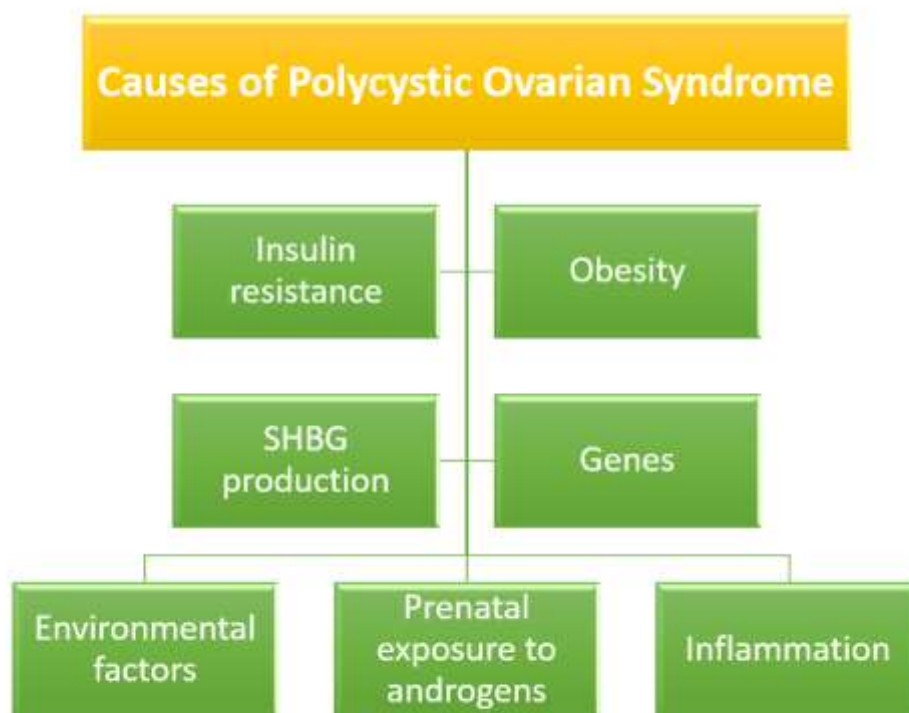 Causes of Polycystic Ovarian Syndrome
Insulin
resistance
Obesity
SHBG
production
Genes
Environmental
factors
Prenatal
exposure to
androgens
Inflammation